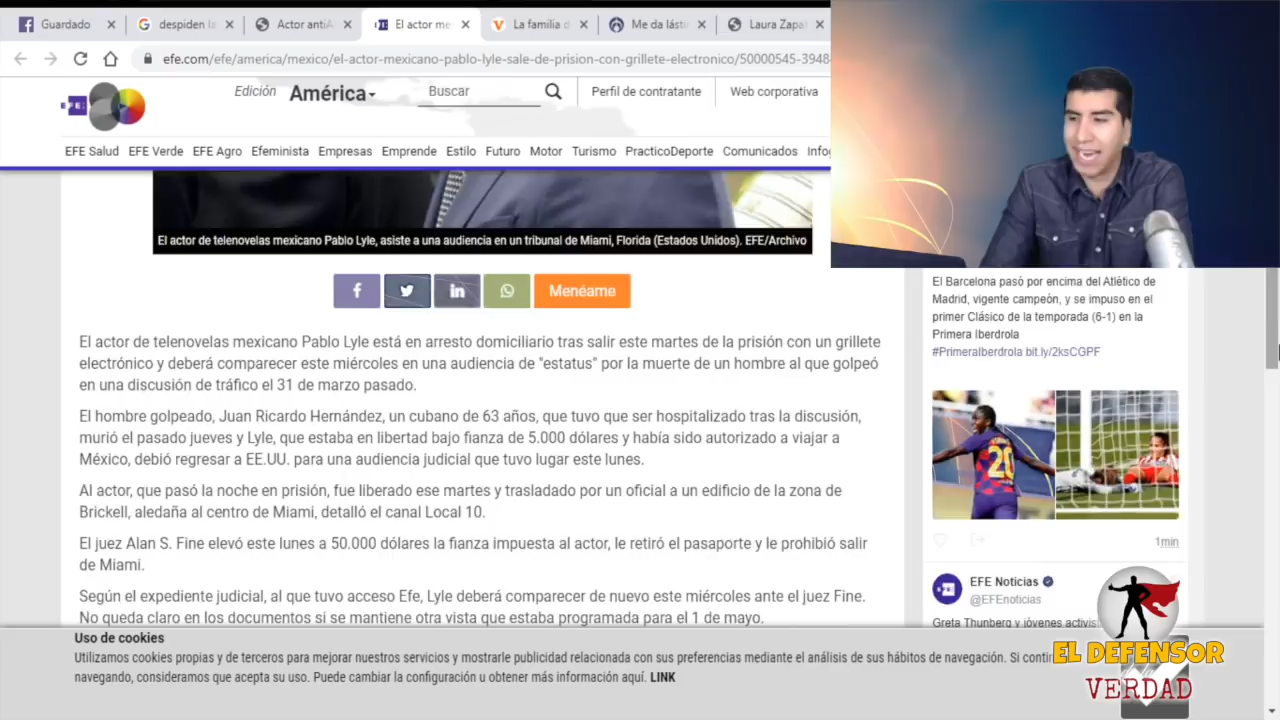 Guardado
despiden la
Actor antiA
El actor me
La familia d
Me da lásti
Laura Zapa
efe.com/efe/america/mexico/el-actor-mexicano-pablo-lyle-sale-de-prision-con-grillete-electronico/50000545-3948
EFE:
Edición América
Buscar
Perfil de contratante
Web corporativa
EFE Salud EFE Verde EFE Agro Efeminista Empresas Emprende Estilo Futuro Motor Turismo PracticoDeporte Comunicados Infog
El actor de telenovelas mexicano Pablo Lyle, asiste a una audiencia en un tribunal de Miami, Florida (Estados Unidos). EFE/Archivo
Menéame
El actor de telenovelas mexicano Pablo Lyle está en arresto domiciliario tras salir este martes de la prisión con un grillete
electrónico y deberá comparecer este miércoles en una audiencia de "estatus" por la muerte de un hombre al que golpeó
en una discusión de tráfico el 31 de marzo pasado.
El hombre golpeado, Juan Ricardo Hernández, un cubano de 63 años, que tuvo que ser hospitalizado tras la discusión,
murió el pasado jueves y Lyle, que estaba en libertad bajo fianza de 5.000 dólares y había sido autorizado a viajar a
México, debió regresar a EE.UU. para una audiencia judicial que tuvo lugar este lunes.
Al actor, que pasó la noche en prisión, fue liberado ese martes y trasladado por un oficial a un edificio de la zona de
Brickell, aledaña al centro de Miami, detalló el canal Local 10.
El juez Alan S. Fine elevó este lunes a 50.000 dólares la fianza impuesta al actor, le retiró el pasaporte y le prohibió salir
de Miami.
Según el expediente judicial, al que tuvo acceso Efe, Lyle deberá comparecer de nuevo este miércoles ante el juez Fine.
No queda claro en los documentos si se mantiene otra vista que estaba programada para el 1 de mayo.
El Barcelona pasó por encima del Atlético de
Madrid, vigente campeón, y se impuso en el
primer Clásico de la temporada (6-1) en la
Primera Iberdrola
#PrimeraIberdrola bit.ly/2ksCGPF
20
1min
EFE Noticias
@EFEnoticias
Greta Thunberg y jóvenes activis
Uso de cookies
Utilizamos cookies propias y de terceros para mejorar nuestros servicios y mostrarle publicidad relacionada con sus preferencias mediante el análisis de sus hábitos de navegación. Si contin
navegando, consideramos que acepta su uso. Puede cambiar la configuración u obtener más información aquí. LINK
EL DEFENSOR
VERDAD